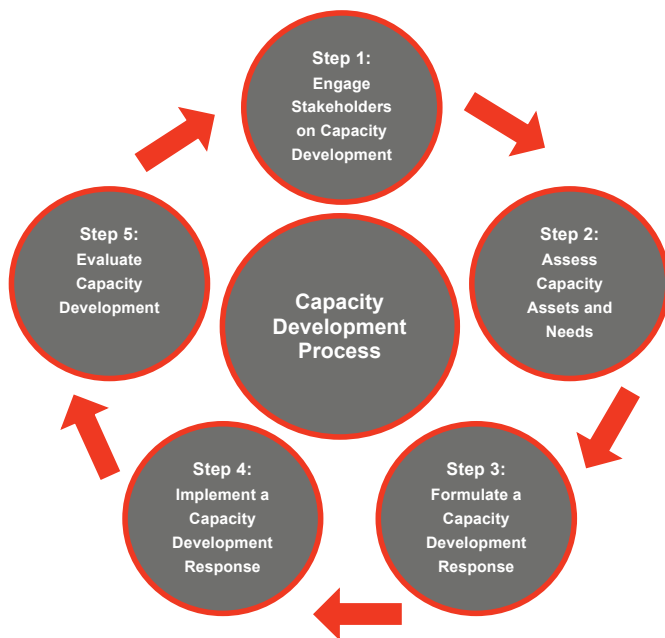 Step 1:
Engage
Stakeholders
on Capacity
Development
Step 2:
Assess
Capacity
Assets and
Needs
Step 3:
Formulate a
Capacity
Development
Response
Step 4:
Implement a
Capacity
Development
Response
Step 5:
Evaluate
Capacity
Development
Capacity
Development
Process